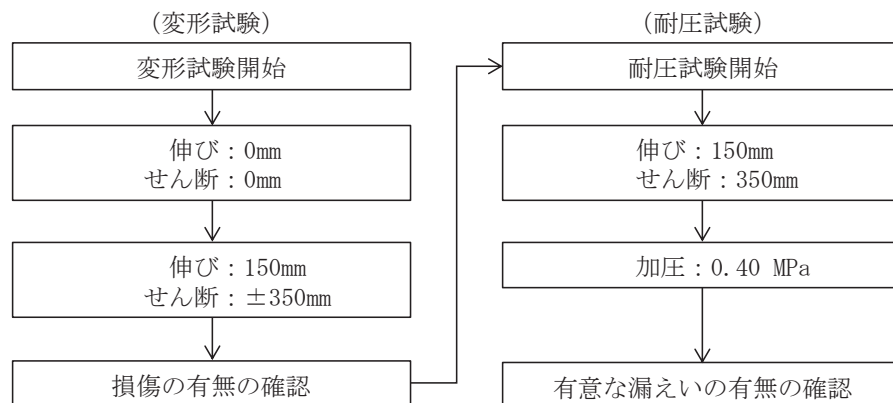 (変形試験)
変形試験開始
伸び：0mm
せん断：0mm
伸び：150mm
せん断：±350mm
損傷の有無の確認
(耐圧試験)
耐圧試験開始
伸び：150mm
せん断：350mm
加圧：0.40 MPa
有意な漏えいの有無の確認